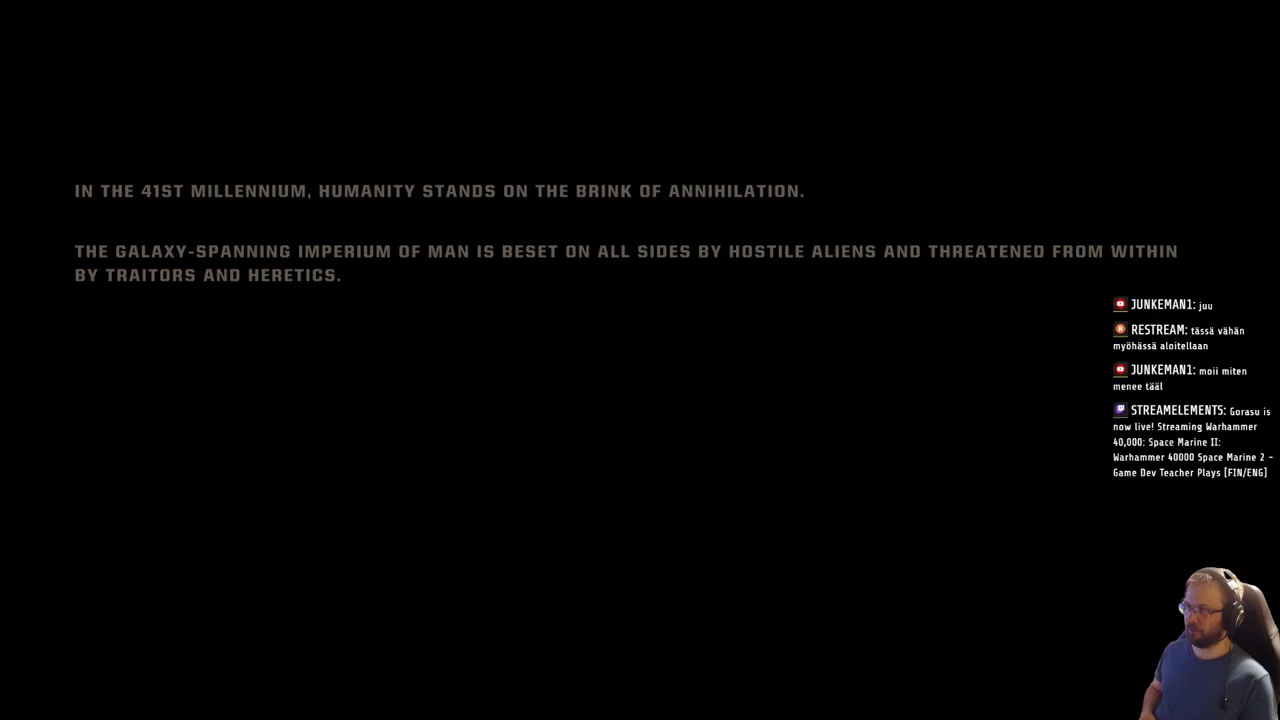 IN THE 41ST MILLENNIUM, HUMANITY STANDS ON THE BRINK OF ANNIHILATION.
THE GALAXY-SPANNING IMPERIUM OF MAN IS BESET ON ALL SIDES BY HOSTILE ALIENS AND THREATENED FROM WITHIN
BY TRAITORS AND HERETICS.
JUNKEMAN1: juu
RESTREAM: tässä vähän
myöhässä aloitellaan
JUNKEMAN1: moii miten
menee tääl
STREAMELEMENTS: Gorasu is
now live! Streaming Warhammer
40,000: Space Marine II:
Warhammer 40000 Space Marine 2 -
Game Dev Teacher Plays [FIN/ENG]